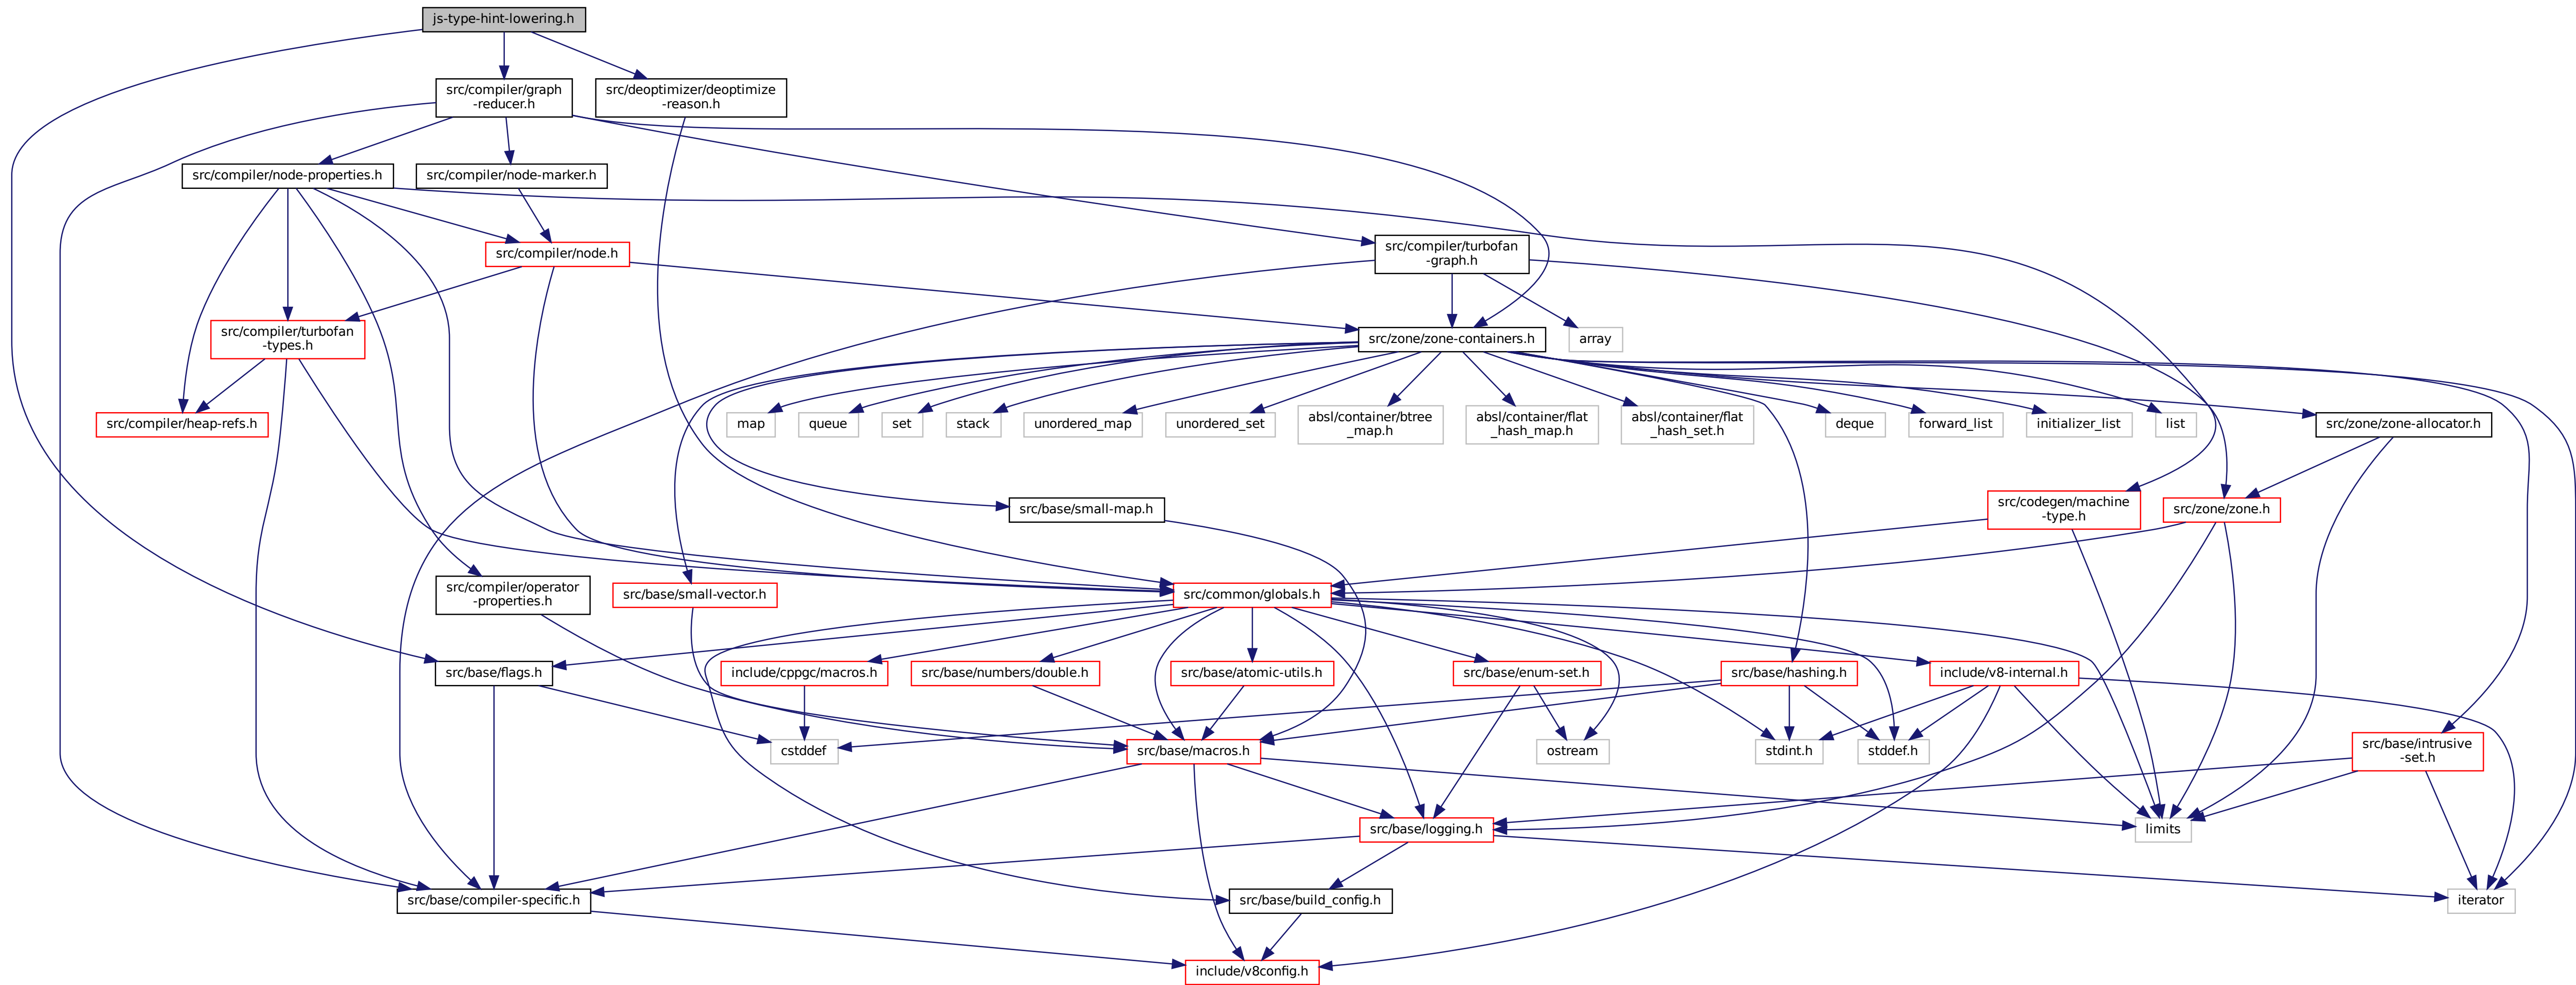 js-type-hint-lowering.h
src/compiler/graph
-reducer.h
src/deoptimizer/deoptimize
-reason.h
src/compiler/node-properties.h
src/compiler/node-marker.h
src/compiler/node.h
src/compiler/turbofan
-graph.h
src/compiler/turbofan
-types.h
src/zone/zone-containers.h
array
src/compiler/heap-refs.h
map
queue
set
stack
unordered_map
unordered_set
absl/container/btree
_map.h
absl/container/flat
_hash_map.h
absl/container/flat
_hash_set.h
deque
forward_list
initializer_list
list
src/zone/zone-allocator.h
src/base/small-map.h
src/codegen/machine
-type.h
src/zone/zone.h
src/compiler/operator
-properties.h
src/base/small-vector.h
src/common/globals.h
src/base/flags.h
include/cppgc/macros.h
src/base/numbers/double.h
src/base/atomic-utils.h
src/base/enum-set.h
src/base/hashing.h
include/v8-internal.h
cstddef
src/base/macros.h
ostream
stdint.h
stddef.h
src/base/intrusive
-set.h
src/base/logging.h
limits
src/base/compiler-specific.h
src/base/build_config.h
iterator
include/v8config.h